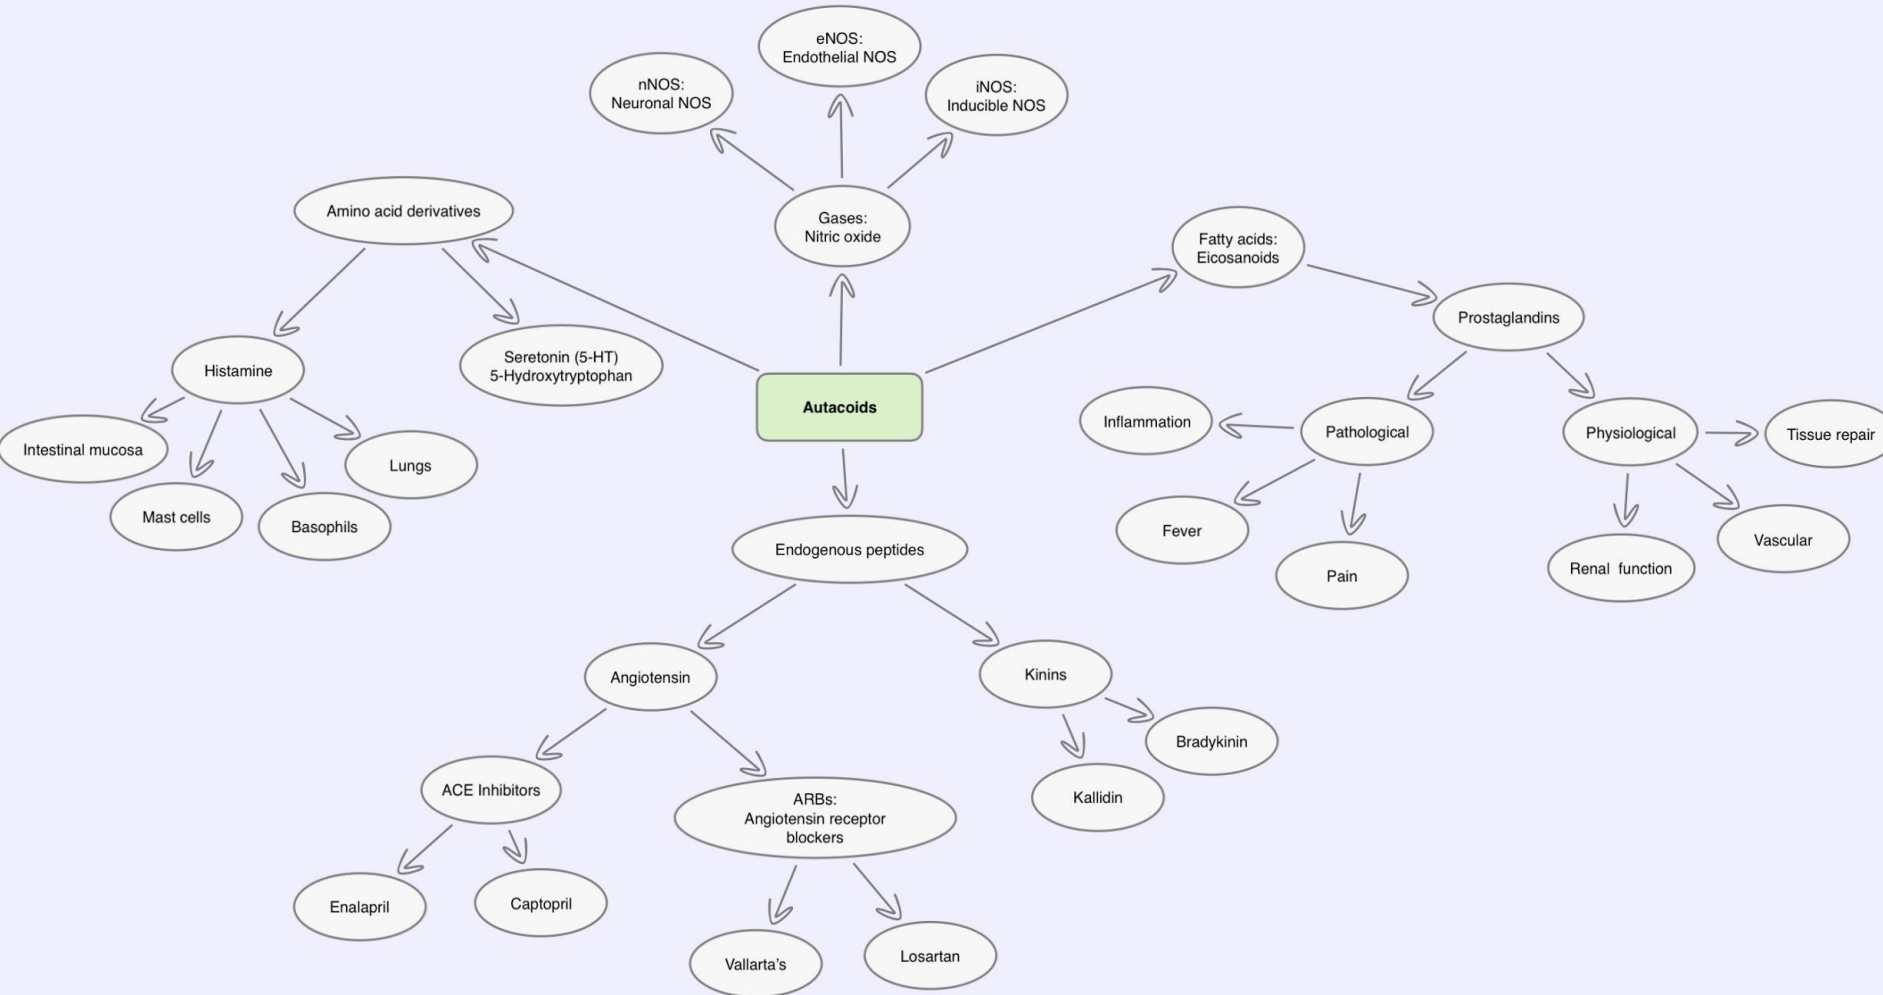 eNOS:
Endothelial NOS
nNOS:
Neuronal NOS
iNOS:
Inducible NOS
Amino acid derivatives
Gases:
Nitric oxide
Fatty acids:
Eicosanoids
Prostaglandins
Histamine
Seretonin (5-HT)
5-Hydroxytryptophan
Autacoids
Inflammation
Pathological
Physiological
Tissue repair
Intestinal mucosa
Lungs
Mast cells
Basophils
Fever
Pain
Renal  function
Vascular
Endogenous peptides
Angiotensin
Kinins
Bradykinin
Kallidin
ACE Inhibitors
ARBs:
Angiotensin receptor
blockers
Enalapril
Captopril
Vallarta’s
Losartan